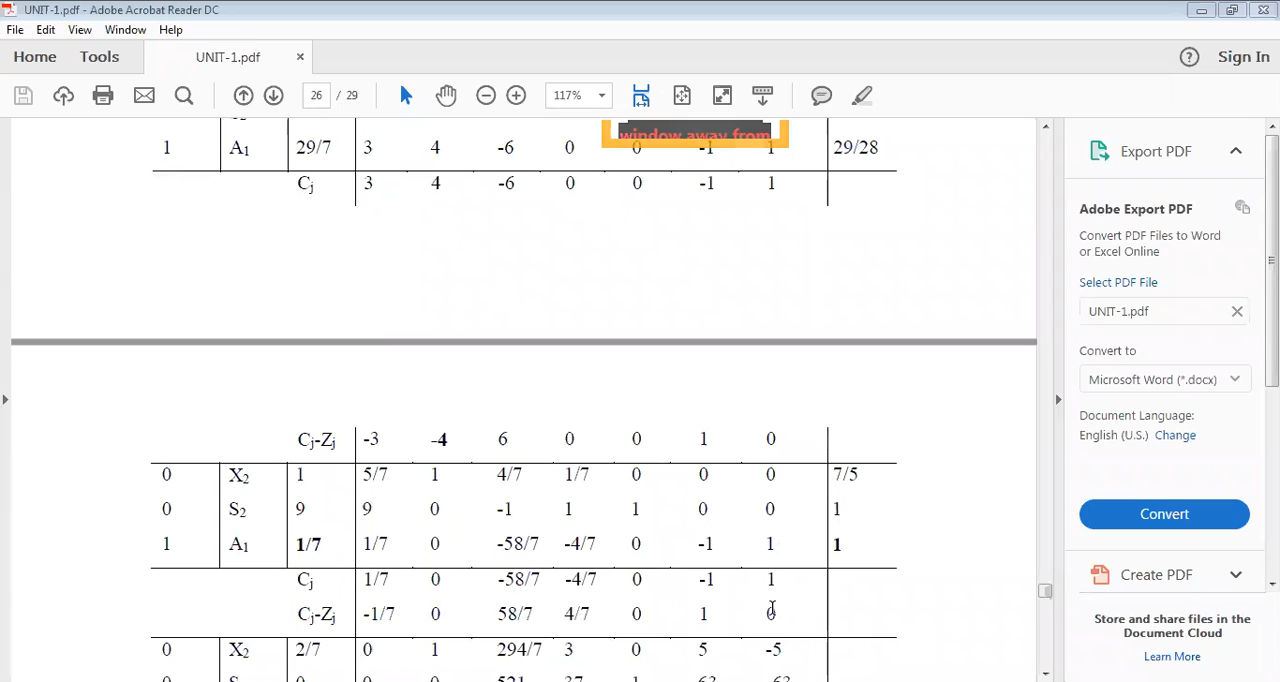 UNIT-1.pdf - Adobe Acrobat Reader DC
File Edit View Window Help
Home Tools UNIT-1.pdf × ? Sign In
26 / 29 117%
window away from
1 A1 29/7 3 4 -6 0 0 -1 1 29/28
Cj 3 4 -6 0 0 -1 1
Cj-Zj -3 -4 6 0 0 1 0
0 X2 1 5/7 1 4/7 1/7 0 0 0 7/5
0 S2 9 9 0 -1 1 1 0 0 1
1 A1 1/7 1/7 0 -58/7 -4/7 0 -1 1 1
Cj 1/7 0 -58/7 -4/7 0 -1 1
Cj-Zj -1/7 0 58/7 4/7 0 1 0
0 X2 2/7 0 1 294/7 3 0 5 -5
Export PDF
Adobe Export PDF
Convert PDF Files to Word
or Excel Online
Select PDF File
UNIT-1.pdf
Convert to
Microsoft Word (*.docx)
Document Language:
English (U.S.) Change
Convert
Create PDF
Store and share files in the
Document Cloud
Learn More